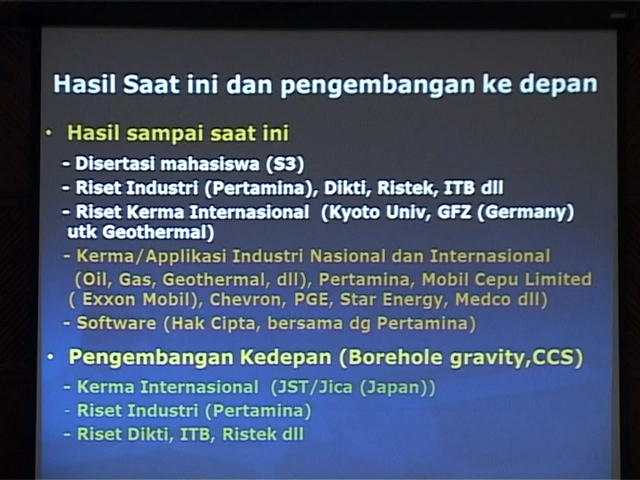 Hasil Saat ini dan pengembangan ke depan
• Hasil sampai saat ini
- Disertasi mahasiswa (S3)
- Riset Industri (Pertamina), Dikti, Ristek, ITB dll
- Riset Kerma Internasional (Kyoto Univ, GFZ (Germany)
utk Geothermal)
- Kerma/Applikasi Industri Nasional dan Internasional
(Oil, Gas, Geothermal, dll), Pertamina, Mobil Cepu Limited
( Exxon Mobil), Chevron, PGE, Star Energy, Medco dll)
- Software (Hak Cipta, bersama dg Pertamina)
• Pengembangan Kedepan (Borehole gravity,CCS)
- Kerma Internasional (JST/Jica (Japan))
- Riset Industri (Pertamina)
- Riset Dikti, ITB, Ristek dll